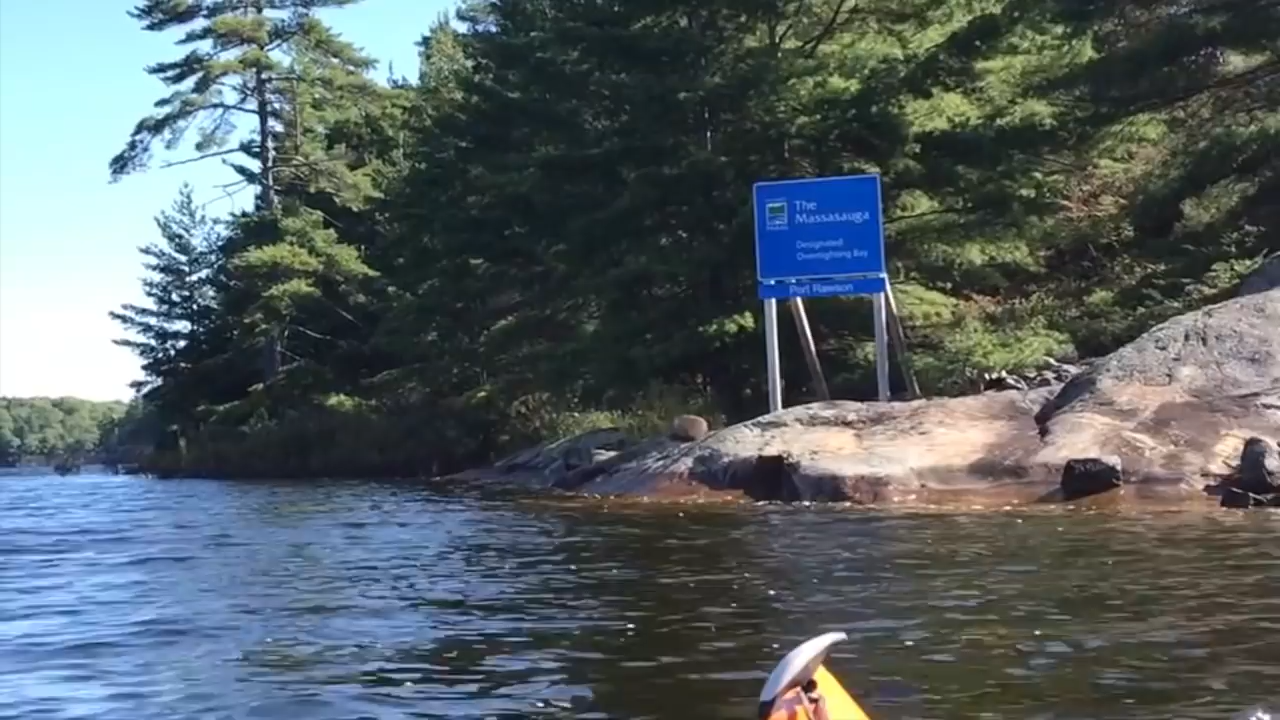 The
Massasauga
Designated
Overnighting Bay
Port Rawson